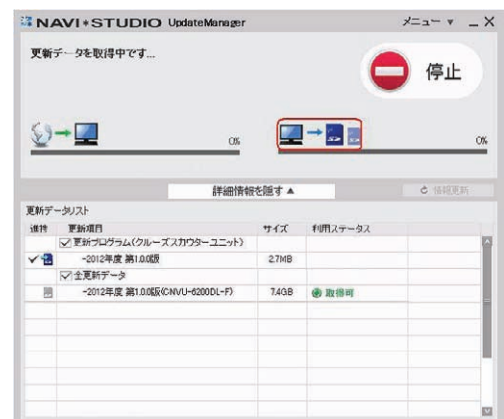 NAVI*STUDIO UpdateManager
メニュー ▼ _ X
更新データを取得中です...
停止
0%
0%
詳細情報を隠す ▲
情報更新
更新データリスト
進捗 更新項目 サイズ 利用ステータス
更新プログラム(クルーズスカウターユニット)
-2012年度 第1.0.0版 2.7MB
全更新データ
-2012年度 第1.0.0版(CNVU-6200DL-F) 7.4GB 取得可